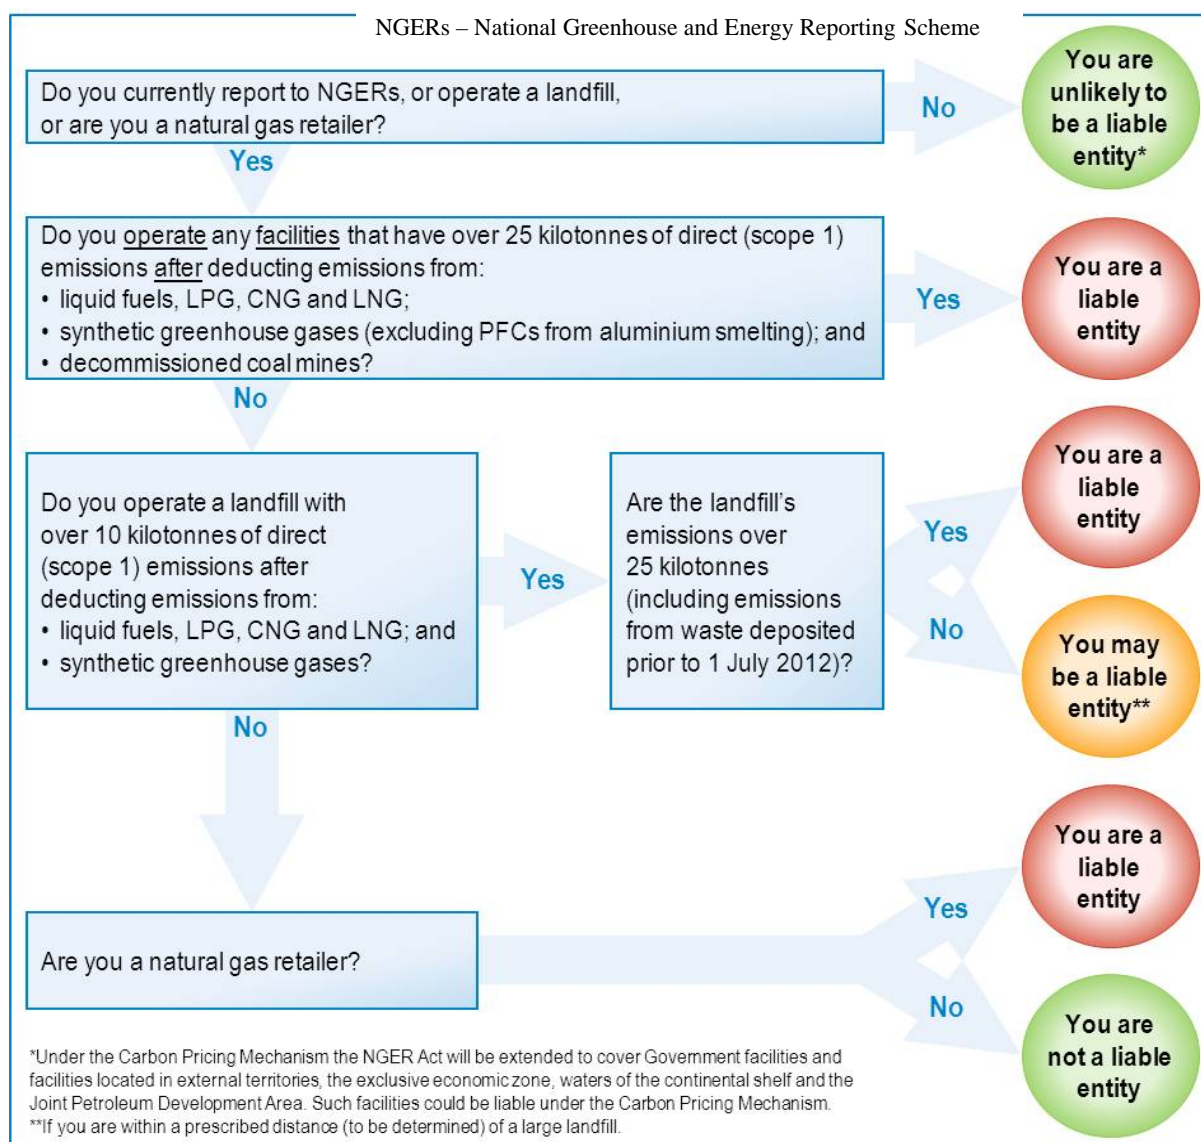 NGERs – National Greenhouse and Energy Reporting Scheme
Do you currently report to NGERs, or operate a landfill,
or are you a natural gas retailer?
No
You are
unlikely to
be a liable
entity*
Yes
Do you operate any facilities that have over 25 kilotonnes of direct (scope 1)
emissions after deducting emissions from:
• liquid fuels, LPG, CNG and LNG;
• synthetic greenhouse gases (excluding PFCs from aluminium smelting); and
• decommissioned coal mines?
Yes
You are a
liable
entity
No
Do you operate a landfill with
over 10 kilotonnes of direct
(scope 1) emissions after
deducting emissions from:
• liquid fuels, LPG, CNG and LNG; and
• synthetic greenhouse gases?
Yes
Are the landfill's
emissions over
25 kilotonnes
(including emissions
from waste deposited
prior to 1 July 2012)?
Yes
You are a
liable
entity
No
You may
be a liable
entity**
No
Are you a natural gas retailer?
Yes
You are a
liable
entity
No
You are
not a liable
entity
*Under the Carbon Pricing Mechanism the NGER Act will be extended to cover Government facilities and
facilities located in external territories, the exclusive economic zone, waters of the continental shelf and the
Joint Petroleum Development Area. Such facilities could be liable under the Carbon Pricing Mechanism.
**If you are within a prescribed distance (to be determined) of a large landfill.